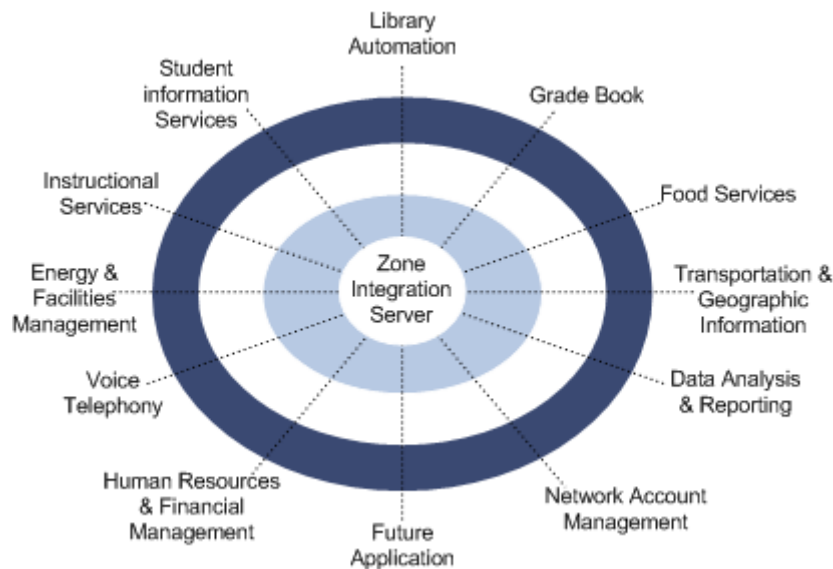 Library
Automation
Student
information
Services
Grade Book
Instructional
Services
Food Services
Energy &
Facilities
Management
Zone
Integration
Server
Transportation &
Geographic
Information
Voice
Telephony
Data Analysis
& Reporting
Human Resources
& Financial
Management
Future
Application
Network Account
Management